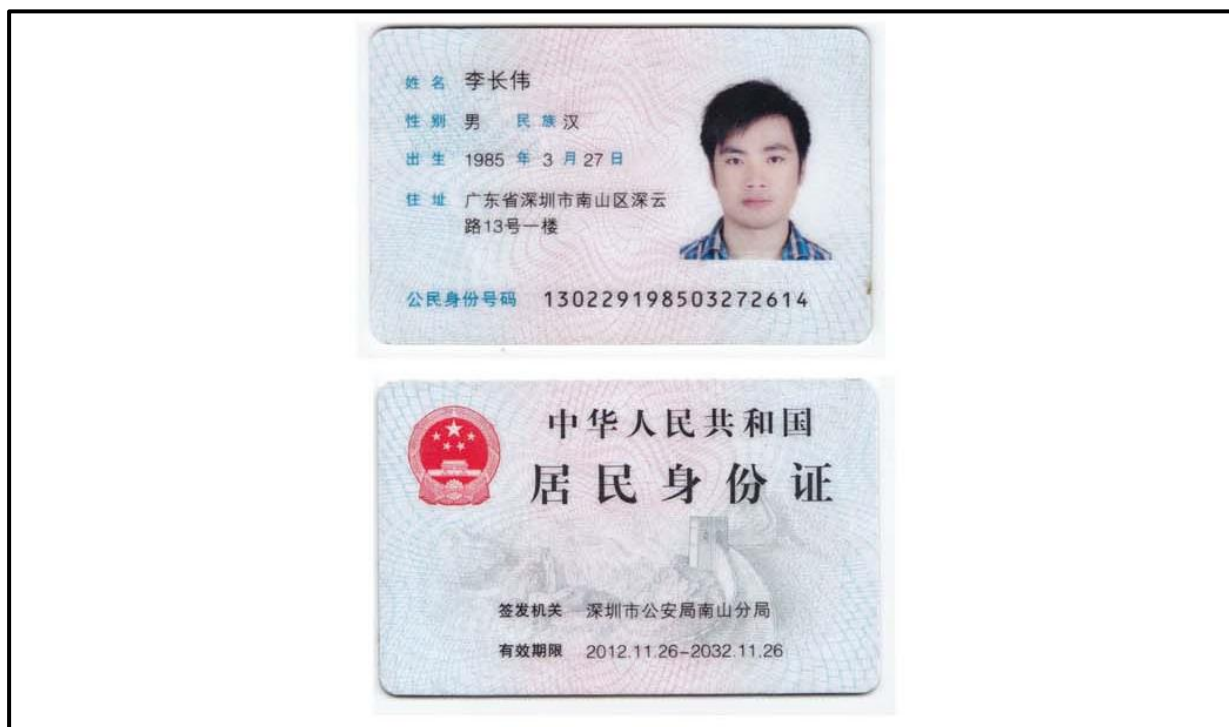 姓名 李长伟
性别 男 民族 汉
出生 1985 年 3 月 27 日
住址 广东省深圳市南山区深云
路13号一楼
公民身份号码 130229198503272614
中华人民共和国
居民身份证
签发机关 深圳市公安局南山分局
有效期限 2012.11.26-2032.11.26